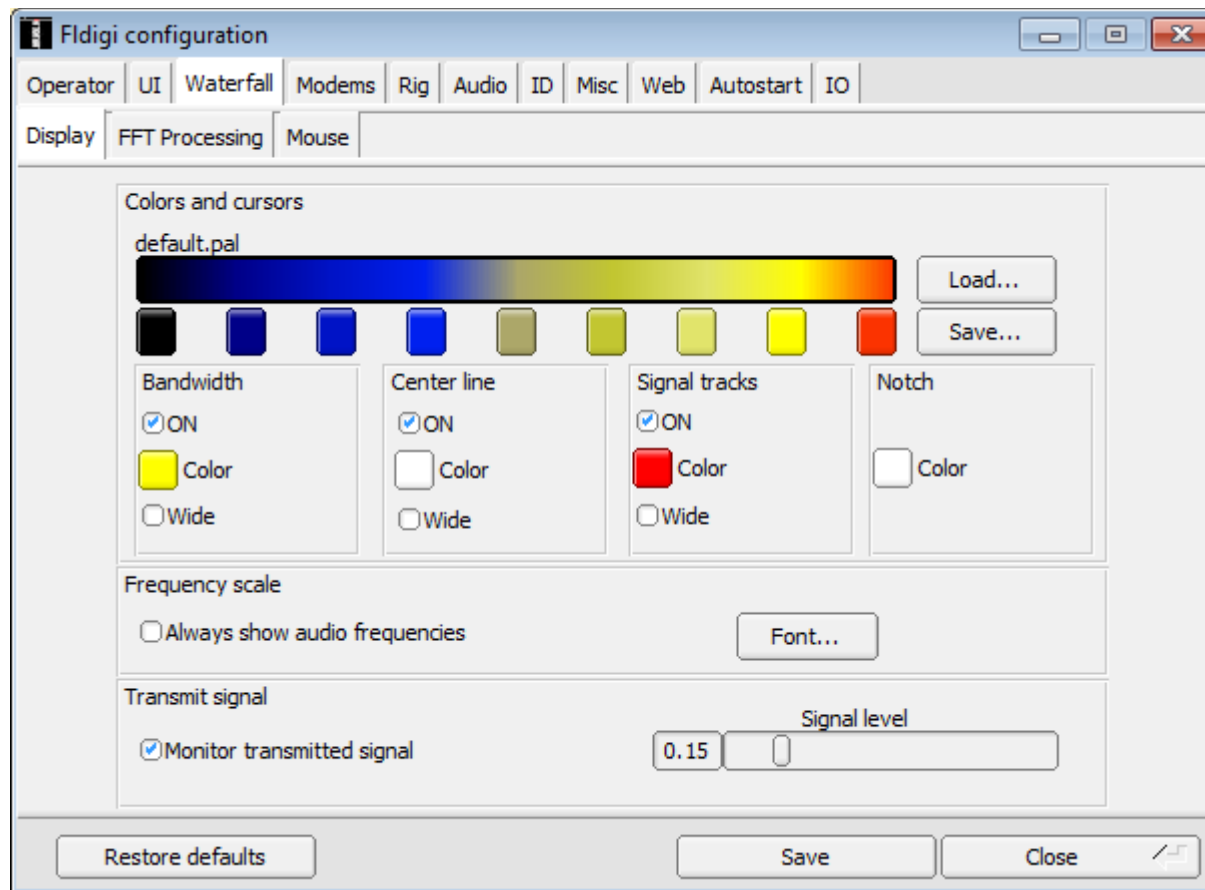 Fldigi configuration
Operator UI Waterfall Modems Rig Audio ID Misc Web Autostart IO
Display FFT Processing Mouse
Colors and cursors
default.pal
Load...
Save...
Bandwidth Center line Signal tracks Notch
ON ON ON
Color Color Color Color
Wide Wide Wide
Frequency scale
Always show audio frequencies Font...
Transmit signal
Signal level
Monitor transmitted signal 0.15
Restore defaults Save Close